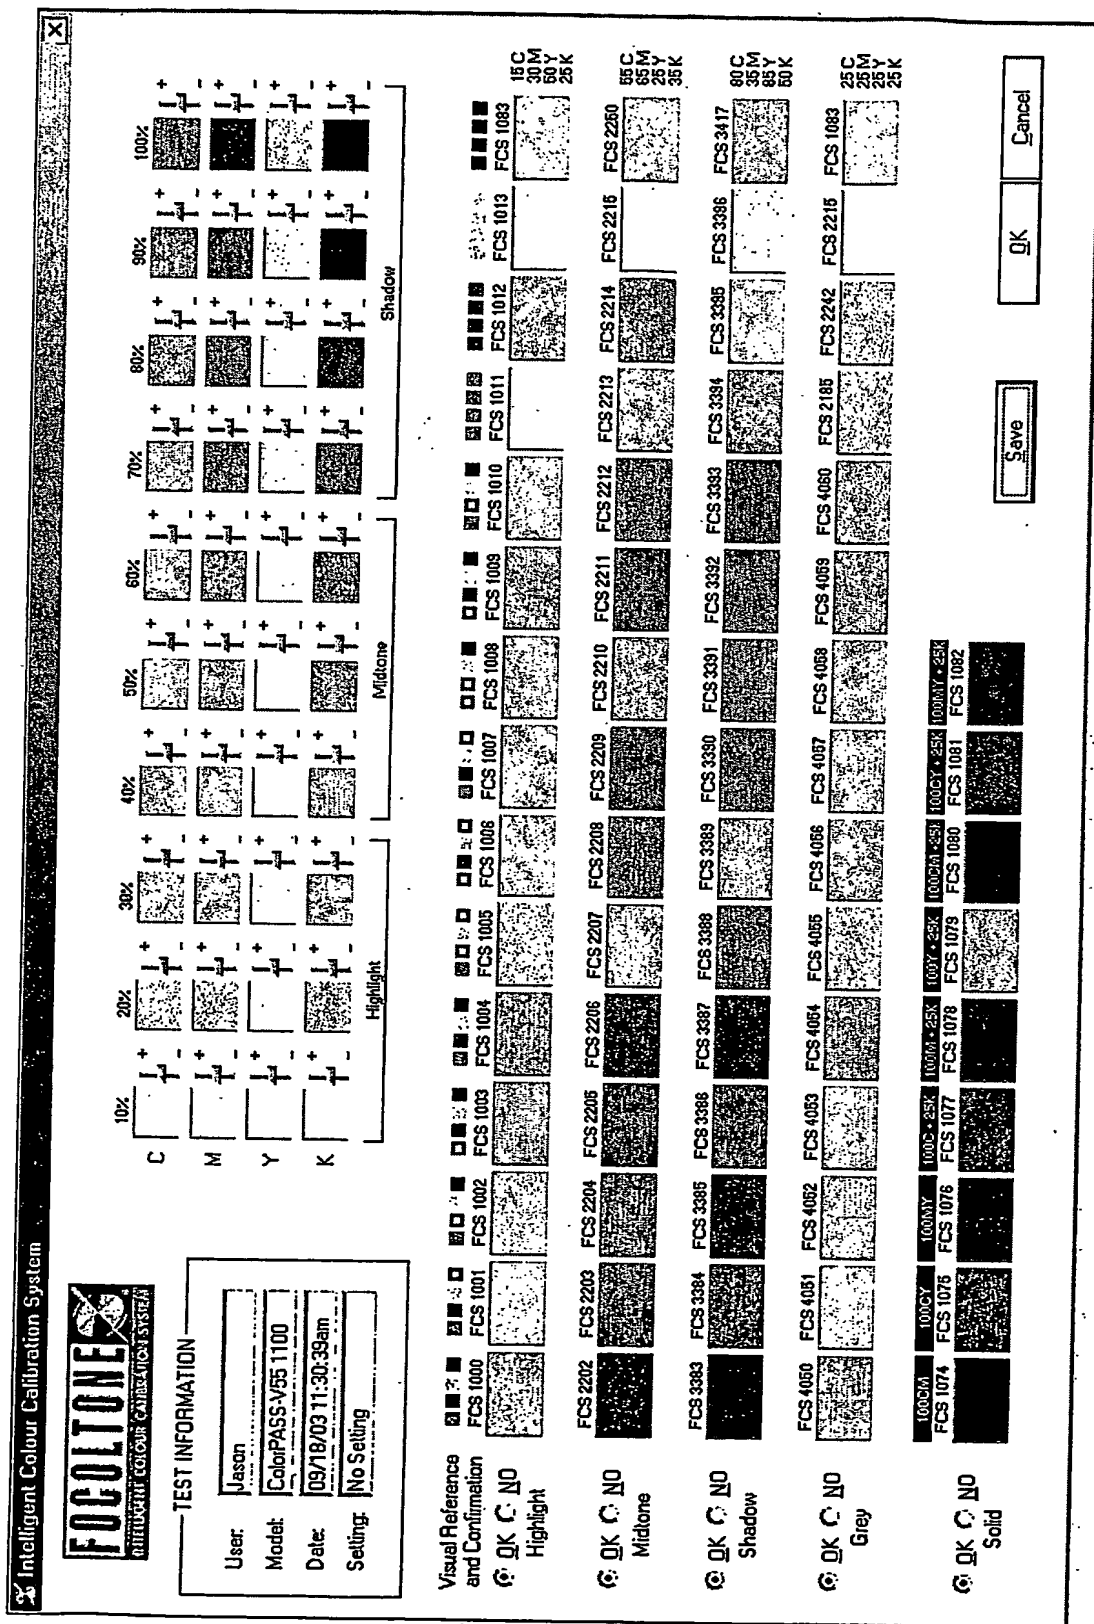 Intelligent Colour Calibration System
FOCOLTONE
INTELLIGENT COLOUR CALIBRATION SYSTEM
TEST INFORMATION
User: Jason
Model: ColorPASS-V55 1100
Date: 09/18/03 11:30:39am
Setting: No Setting
10% 20% 30% 40% 50% 60% 70% 80% 90% 100%
C + - + - + - + - + - + - + - + - + - + -
M + - + - + - + - + - + - + - + - + - + -
Y + - + - + - + - + - + - + - + - + - + -
K + - + - + - + - + - + - + - + - + - + -
Highlight Midtone Shadow
Visual Reference
and Confirmation
FCS 1000 FCS 1001 FCS 1002 FCS 1003 FCS 1004 FCS 1005 FCS 1006 FCS 1007 FCS 1008 FCS 1009 FCS 1010 FCS 1011 FCS 1012 FCS 1013 FCS 1083
OK NO
Highlight
15C
30M
60Y
25K
FCS 2202 FCS 2203 FCS 2204 FCS 2205 FCS 2206 FCS 2207 FCS 2208 FCS 2209 FCS 2210 FCS 2211 FCS 2212 FCS 2213 FCS 2214 FCS 2215 FCS 2250
OK NO
Midtone
55C
65M
25Y
35K
FCS 3383 FCS 3384 FCS 3385 FCS 3386 FCS 3387 FCS 3388 FCS 3389 FCS 3390 FCS 3391 FCS 3392 FCS 3393 FCS 3394 FCS 3395 FCS 3396 FCS 3417
OK NO
Shadow
80C
35M
85Y
50K
FCS 4050 FCS 4051 FCS 4052 FCS 4053 FCS 4054 FCS 4055 FCS 4056 FCS 4057 FCS 4058 FCS 4059 FCS 4060 FCS 2185 FCS 2242 FCS 2215 FCS 1083
OK NO
Grey
25C
25M
25Y
25K
100CM 100CY 100MY 100C + 25K 100M + 25K 100Y + 25K 100CM + 25K 100CY + 25K 100MY + 25K
FCS 1074 FCS 1075 FCS 1076 FCS 1077 FCS 1078 FCS 1079 FCS 1080 FCS 1081 FCS 1082
OK NO
Solid
Save OK Cancel